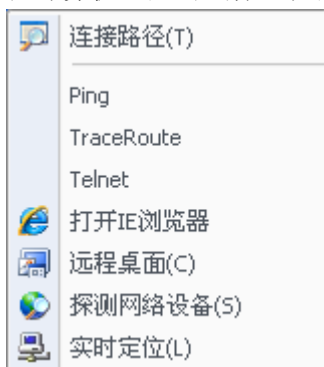 连接路径(T)
Ping
TraceRoute
Telnet
打开IE浏览器
远程桌面(C)
探测网络设备(S)
实时定位(L)